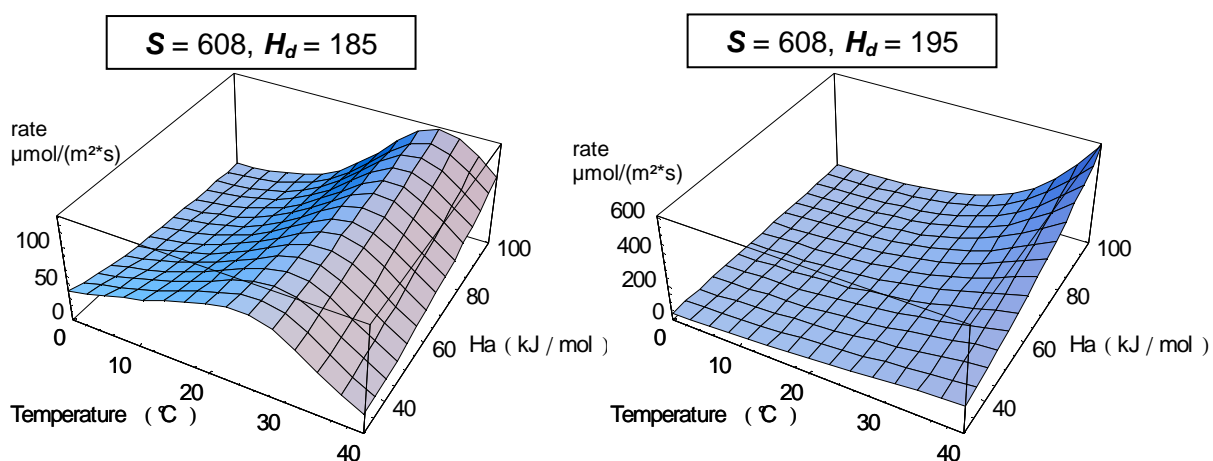 S = 608, Hd = 185
rate
µmol/(m²*s)
100
50
0
0
10
20
30
40
Temperature ( ℃ )
40
60
80
100
Ha ( kJ / mol )
S = 608, Hd = 195
rate
µmol/(m²*s)
600
400
200
0
0
10
20
30
40
Temperature ( ℃ )
40
60
80
100
Ha ( kJ / mol )